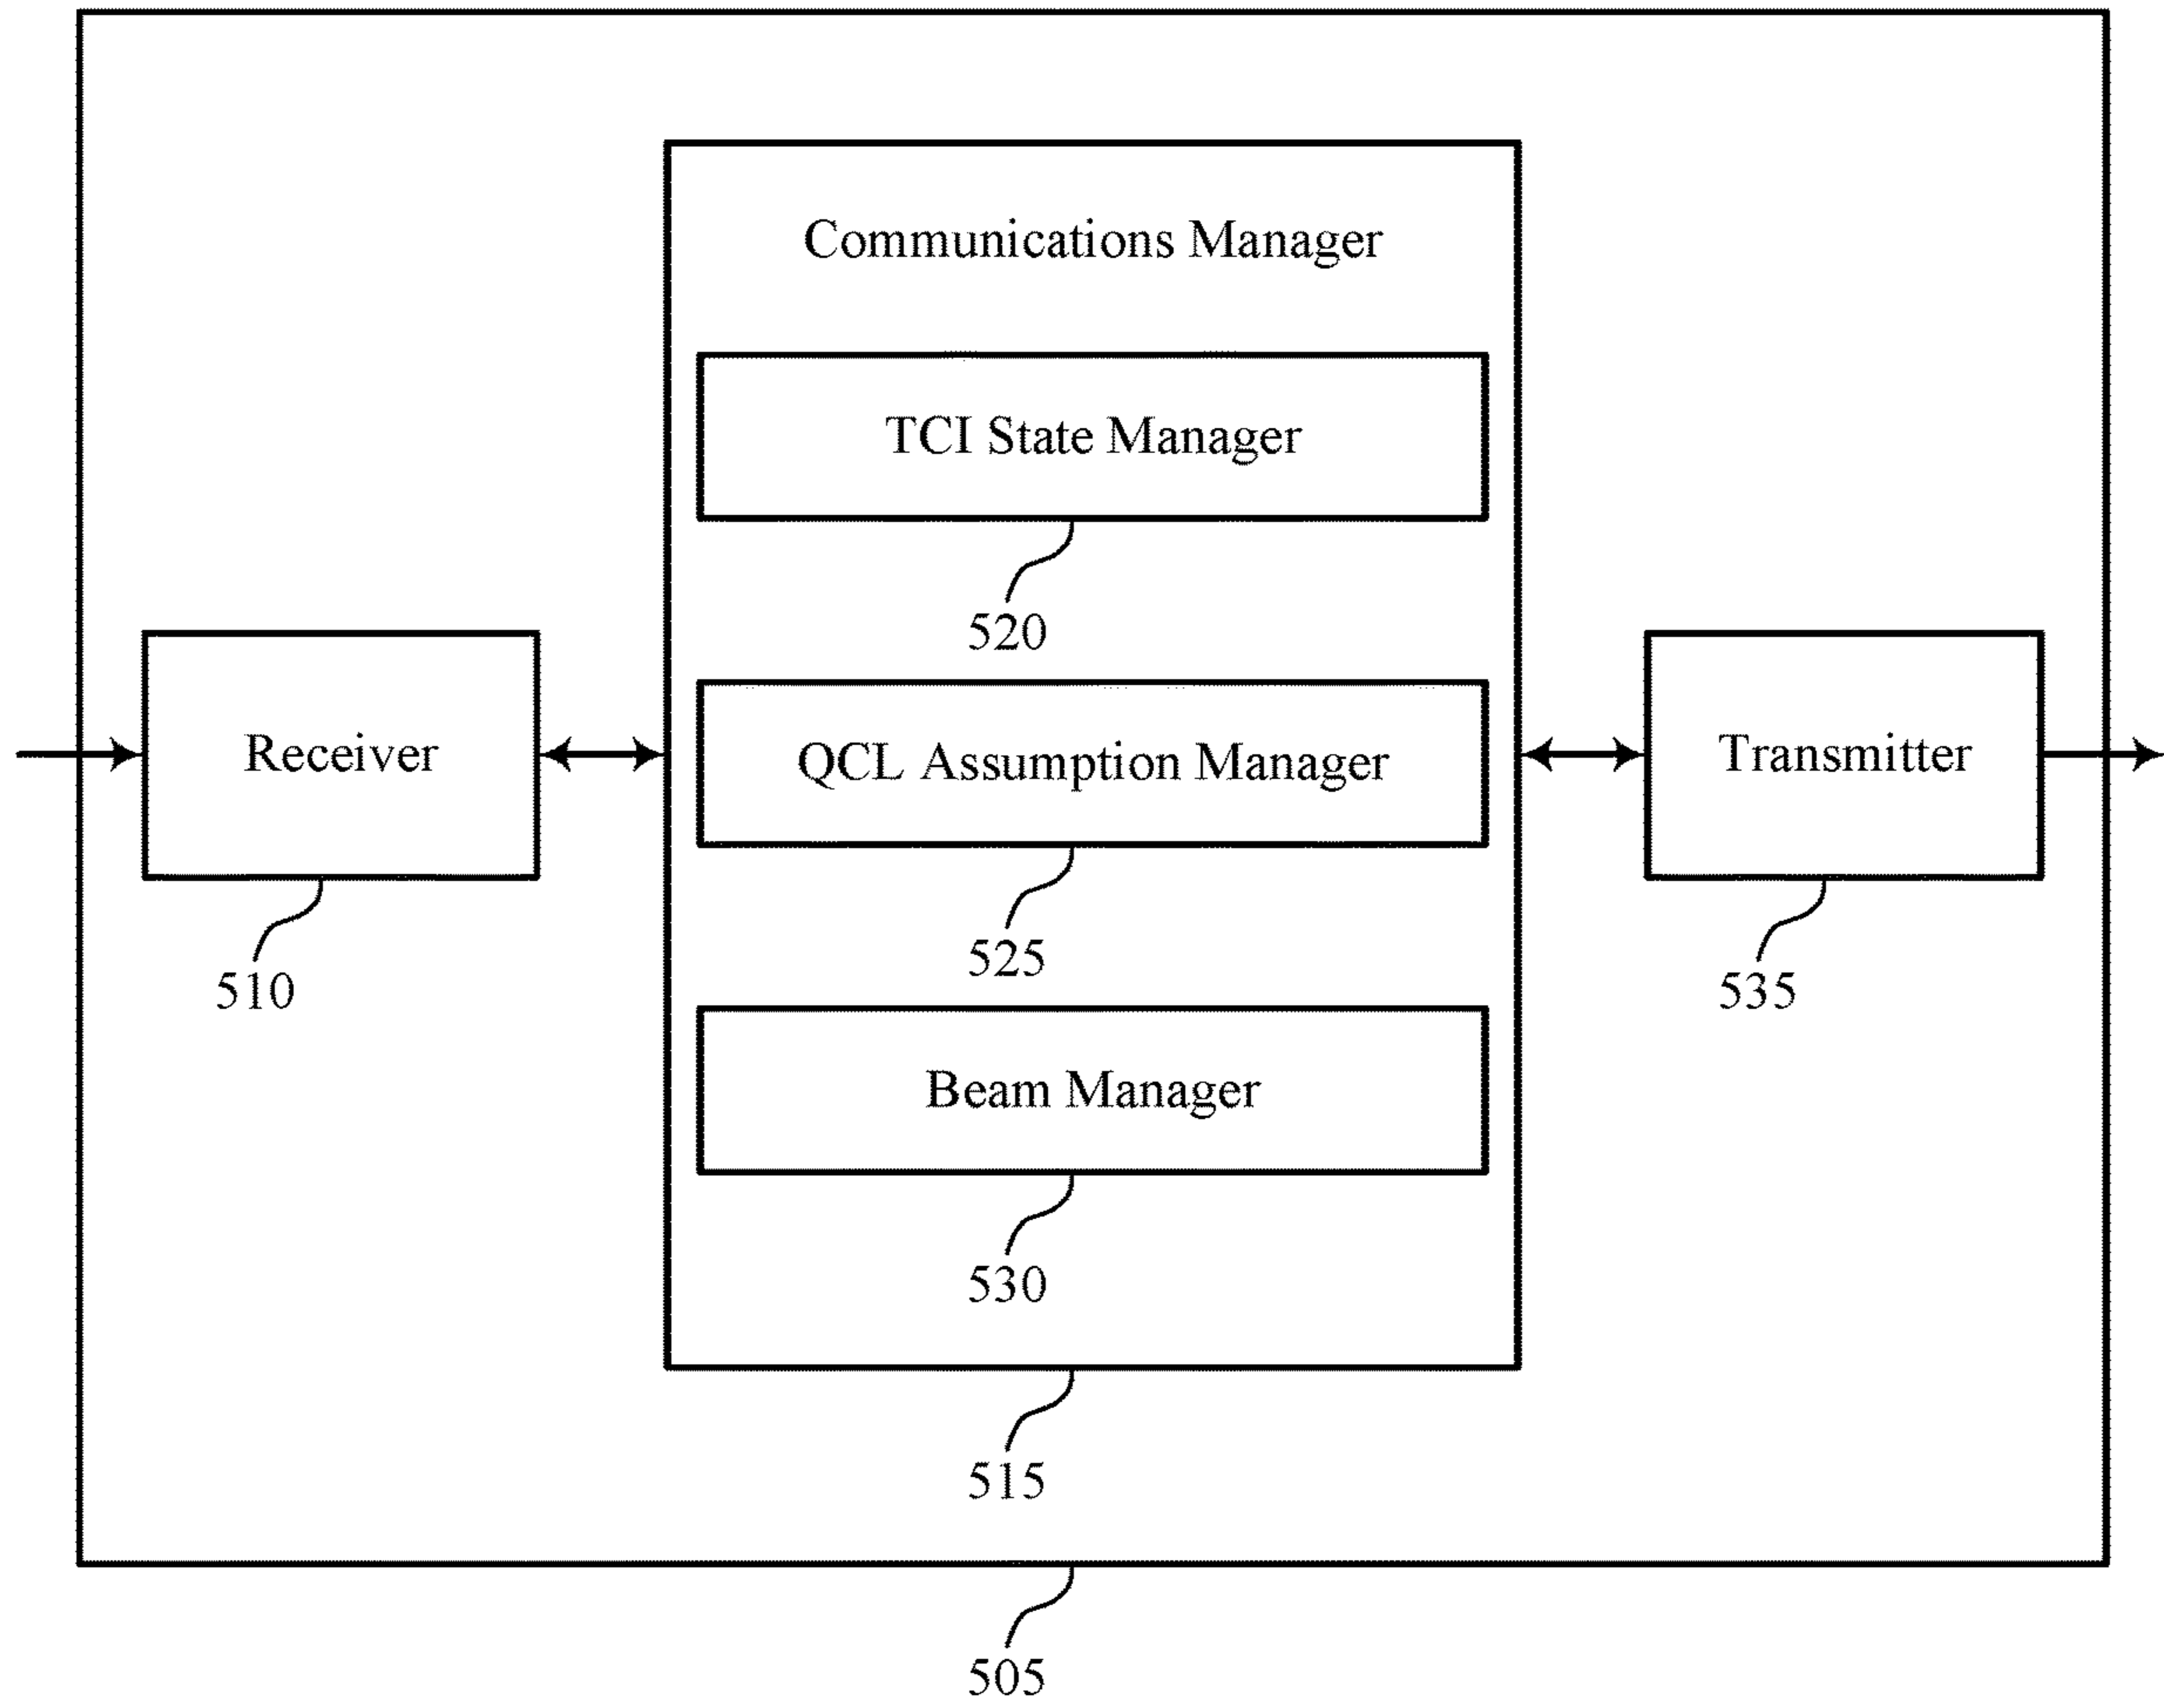 Communications Manager
TCI State Manager
520
Receiver
QCL Assumption Manager
Transmitter
510
525
535
Beam Manager
530
515
505